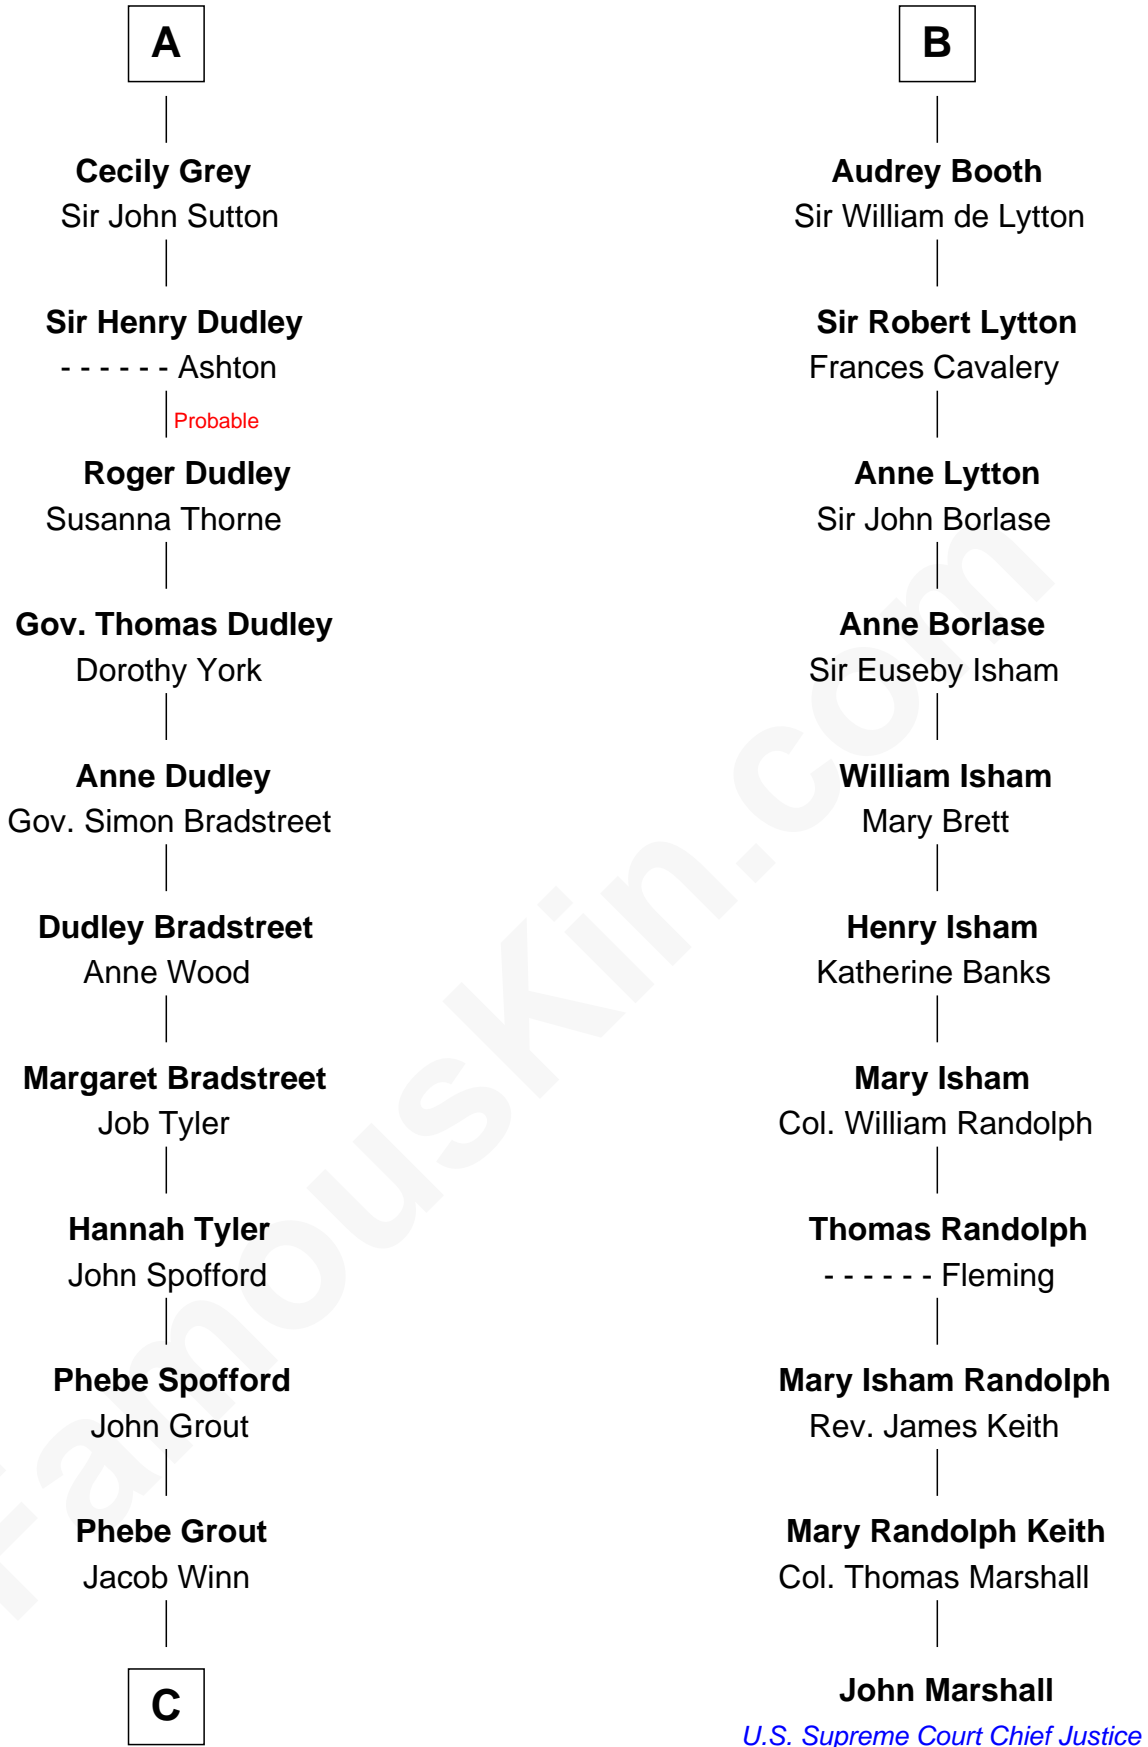 A
Cecily Grey
Sir John Sutton
Sir Henry Dudley
- - - - - - Ashton
Probable
Roger Dudley
Susanna Thorne
Gov. Thomas Dudley
Dorothy York
Anne Dudley
Gov. Simon Bradstreet
Dudley Bradstreet
Anne Wood
Margaret Bradstreet
Job Tyler
Hannah Tyler
John Spofford
Phebe Spofford
John Grout
Phebe Grout
Jacob Winn
C
B
Audrey Booth
Sir William de Lytton
Sir Robert Lytton
Frances Cavalery
Anne Lytton
Sir John Borlase
Anne Borlase
Sir Euseby Isham
William Isham
Mary Brett
Henry Isham
Katherine Banks
Mary Isham
Col. William Randolph
Thomas Randolph
- - - - - - Fleming
Mary Isham Randolph
Rev. James Keith
Mary Randolph Keith
Col. Thomas Marshall
John Marshall
U.S. Supreme Court Chief Justice
FamousKin.com